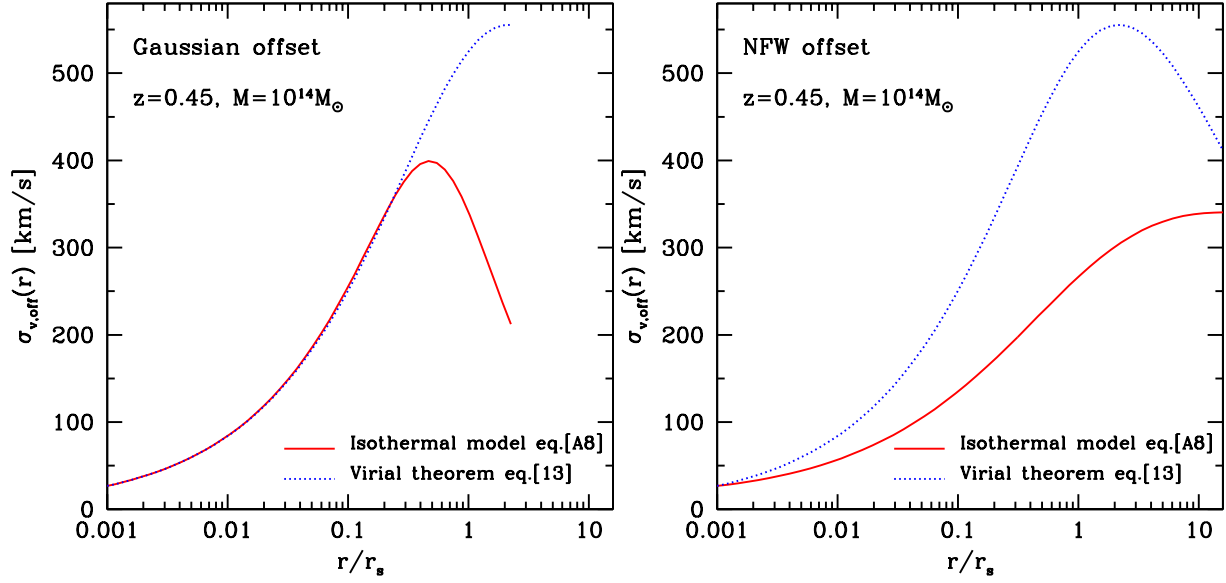 Gaussian offset
z=0.45, M=10¹⁴M☉
σv,off(r) [km/s]
500
400
300
200
100
0
Isothermal model eq.[A8]
Virial theorem eq.[13]
0.001
0.01
0.1
1
10
r/rs
NFW offset
z=0.45, M=10¹⁴M☉
σv,off(r) [km/s]
500
400
300
200
100
0
Isothermal model eq.[A8]
Virial theorem eq.[13]
0.001
0.01
0.1
1
10
r/rs